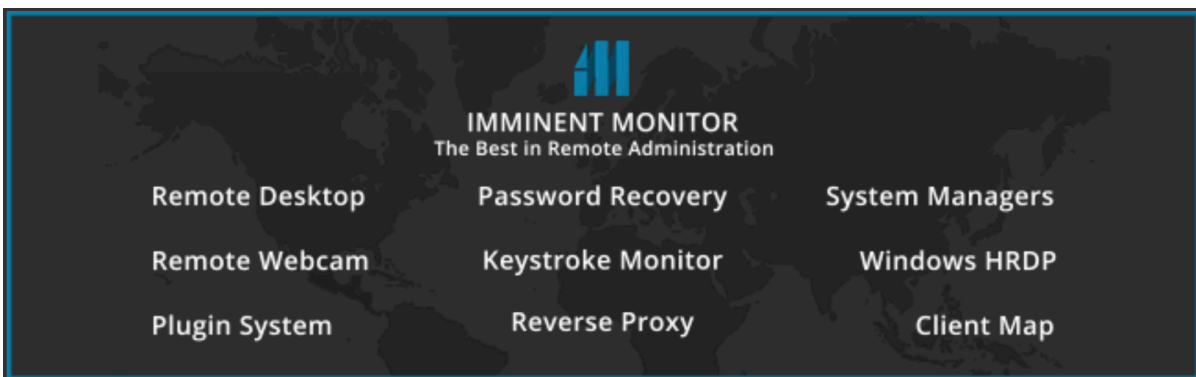 IMMINENT MONITOR
The Best in Remote Administration
Remote Desktop
Password Recovery
System Managers
Remote Webcam
Keystroke Monitor
Windows HRDP
Plugin System
Reverse Proxy
Client Map